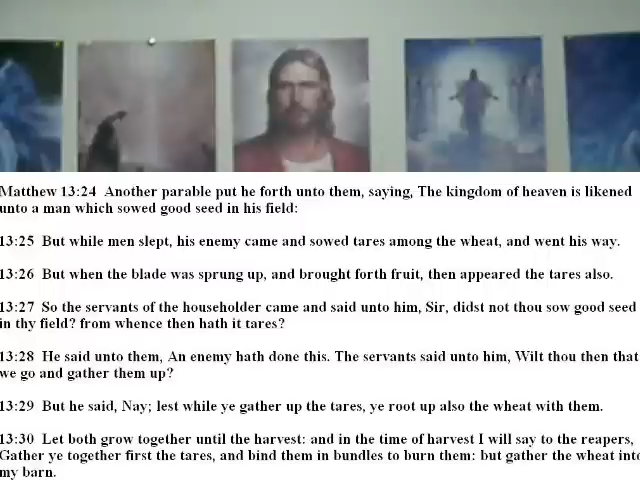 Matthew 13:24 Another parable put he forth unto them, saying, The kingdom of heaven is likened
unto a man which sowed good seed in his field:
13:25 But while men slept, his enemy came and sowed tares among the wheat, and went his way.
13:26 But when the blade was sprung up, and brought forth fruit, then appeared the tares also.
13:27 So the servants of the householder came and said unto him, Sir, didst not thou sow good seed
in thy field? from whence then hath it tares?
13:28 He said unto them, An enemy hath done this. The servants said unto him, Wilt thou then that
we go and gather them up?
13:29 But he said, Nay; lest while ye gather up the tares, ye root up also the wheat with them.
13:30 Let both grow together until the harvest: and in the time of harvest I will say to the reapers,
Gather ye together first the tares, and bind them in bundles to burn them: but gather the wheat into
my barn.